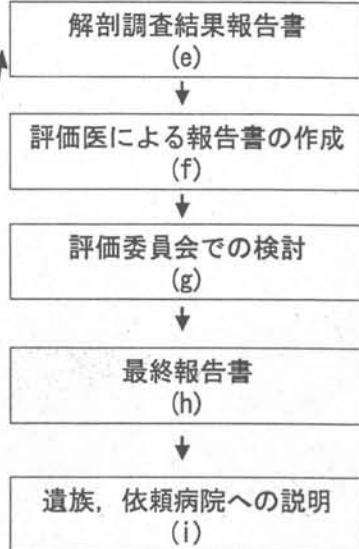 解剖調査結果報告書
(e)
評価医による報告書の作成
(f)
評価委員会での検討
(g)
最終報告書
(h)
遺族，依頼病院への説明
(i)